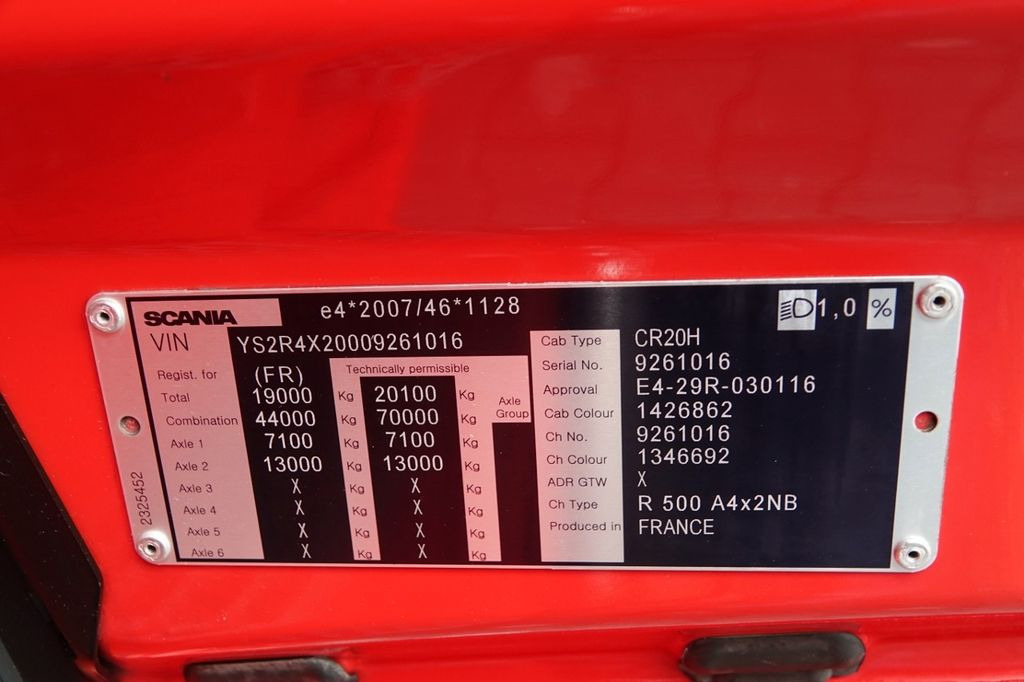 SCANIA e4*2007/46*1128 1,0 %
VIN YS2R4X20009261016
Regist. for (FR) Technically permissible
Total 19000 Kg 20100 Kg Axle Group
Combination 44000 Kg 70000 Kg
Axle 1 7100 Kg 7100 Kg
Axle 2 13000 Kg 13000 Kg
Axle 3 X Kg X Kg
Axle 4 X Kg X Kg
Axle 5 X Kg X Kg
Axle 6 X Kg X Kg
Cab Type CR20H
Serial No. 9261016
Approval E4-29R-030116
Cab Colour 1426862
Ch No. 9261016
Ch Colour 1346692
ADR GTW X
Ch Type R 500 A4x2NB
Produced in FRANCE
2325452